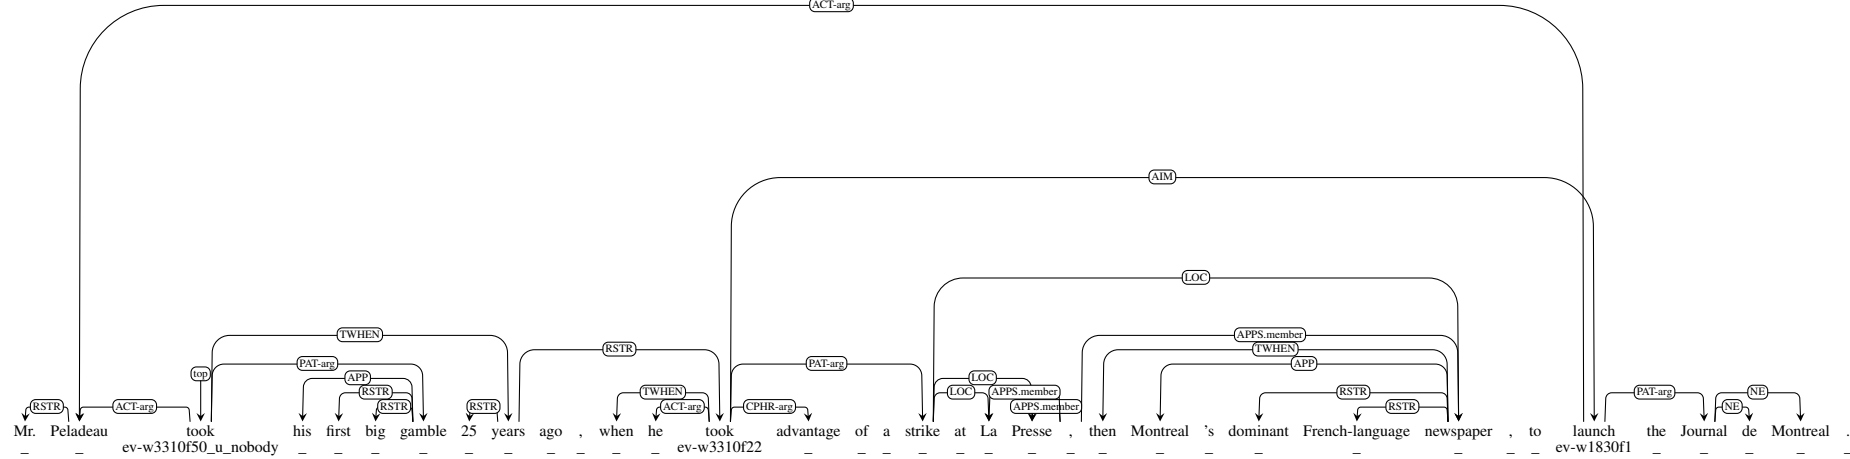 ACT-arg
AIM
LOC
TWHEN APPS.member
RSTR TWHEN
top PAT-arg PAT-arg APP
APP LOC
RSTR TWHEN LOC APPS.member RSTR PAT-arg NE
RSTR ACT-arg RSTR RSTR ACT-arg CPHR-arg APPS.member RSTR NE
Mr. Peladeau took his first big gamble 25 years ago , when he took advantage of a strike at La Presse , then Montreal 's dominant French-language newspaper , to launch the Journal de Montreal .
_ _ ev-w3310f50_u_nobody _ _ _ _ _ _ _ _ _ _ ev-w3310f22 _ _ _ _ _ _ _ _ _ _ _ _ _ _ _ _ ev-w1830f1 _ _ _ _ _